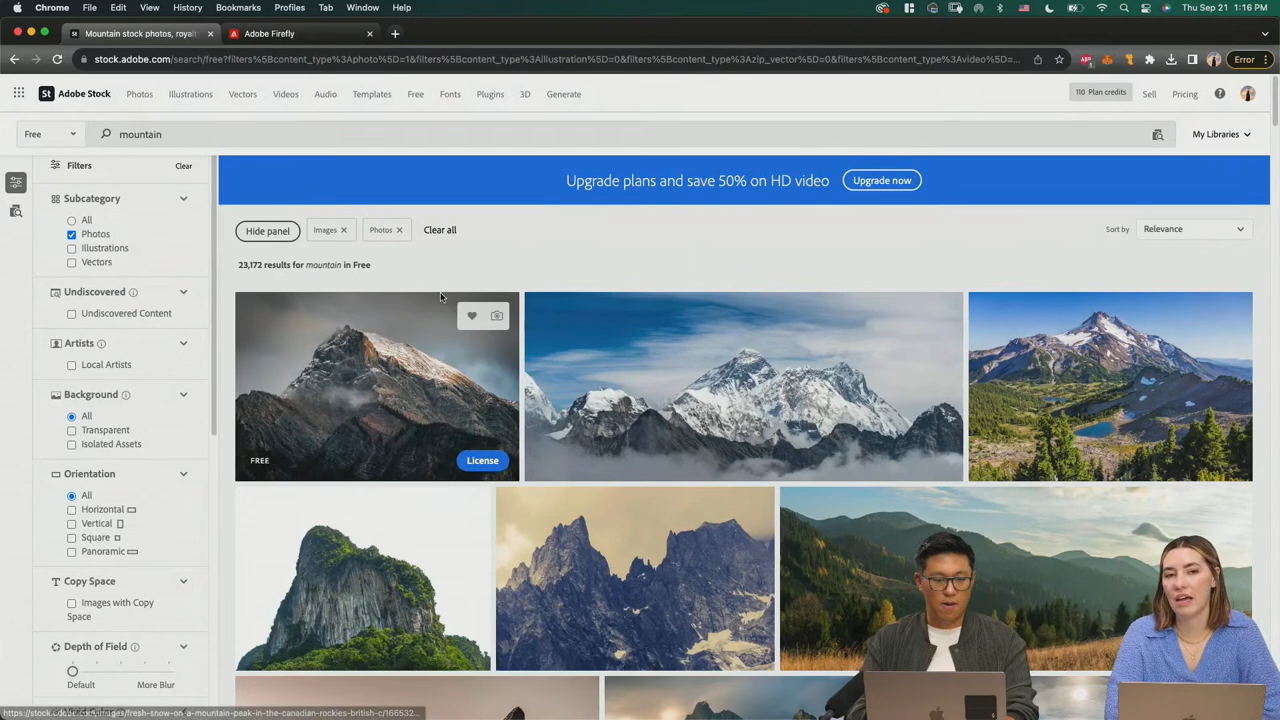 Chrome File Edit View History Bookmarks Profiles Tab Window Help
Thu Sep 21 1:16 PM
Mountain stock photos, royal
Adobe Firefly
stock.adobe.com/search/free?filters%5Bcontent_type%3Aphoto%5D=1&filters%5Bcontent_type%3Aillustration%5D=0&filters%5Bcontent_type%3Azip_vector%5D=0&filters%5Bcontent_type%3Avideo%5D=...
Error
St Adobe Stock Photos Illustrations Vectors Videos Audio Templates Free Fonts Plugins 3D Generate
110 Plan credits Sell Pricing
Free mountain My Libraries
Filters Clear
Upgrade plans and save 50% on HD video Upgrade now
Subcategory
All
Photos
Illustrations
Vectors
Hide panel Images Photos Clear all
Sort by Relevance
23,172 results for mountain in Free
Undiscovered
Undiscovered Content
Artists
Local Artists
Background
All
Transparent
Isolated Assets
FREE License
Orientation
All
Horizontal
Vertical
Square
Panoramic
Copy Space
Images with Copy
Space
Depth of Field
Default More Blur